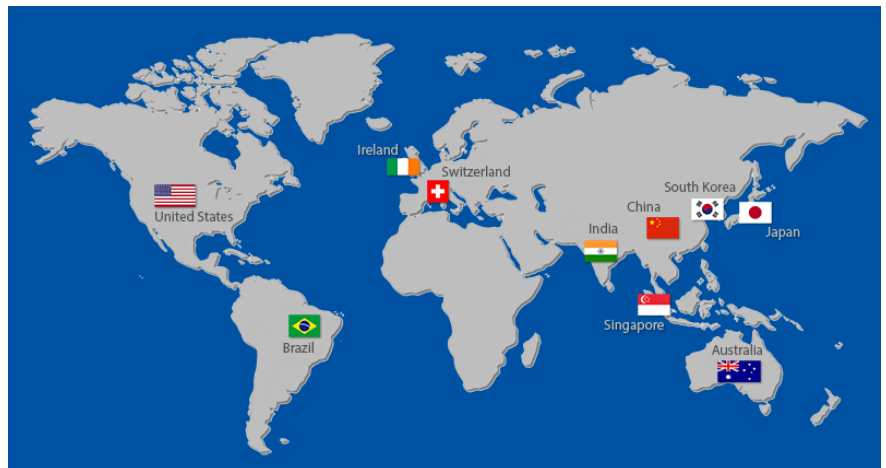 Ireland
Switzerland
South Korea
United States
China
Japan
India
Singapore
Brazil
Australia